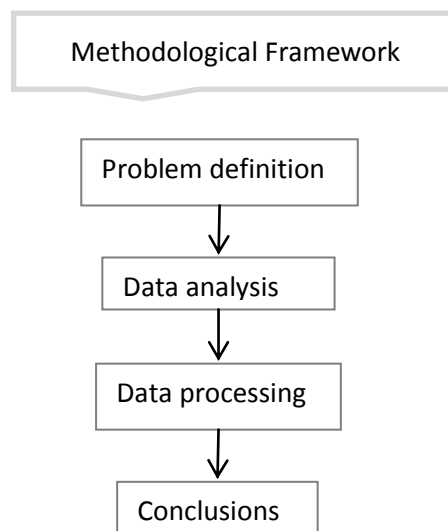 Methodological Framework
Problem definition
Data analysis
Data processing
Conclusions